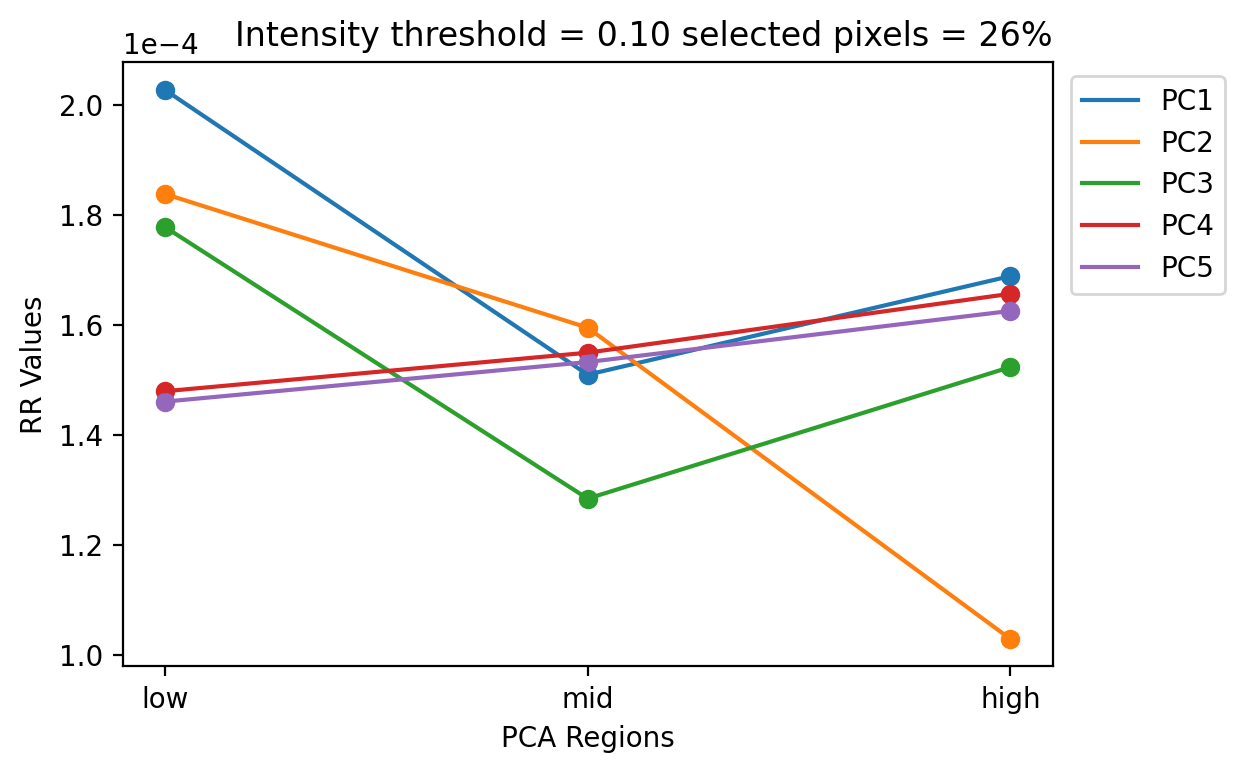 Intensity threshold = 0.10 selected pixels = 26%
1e−4
2.0
1.8
1.6
1.4
1.2
1.0
RR Values
low mid high
PCA Regions
PC1
PC2
PC3
PC4
PC5